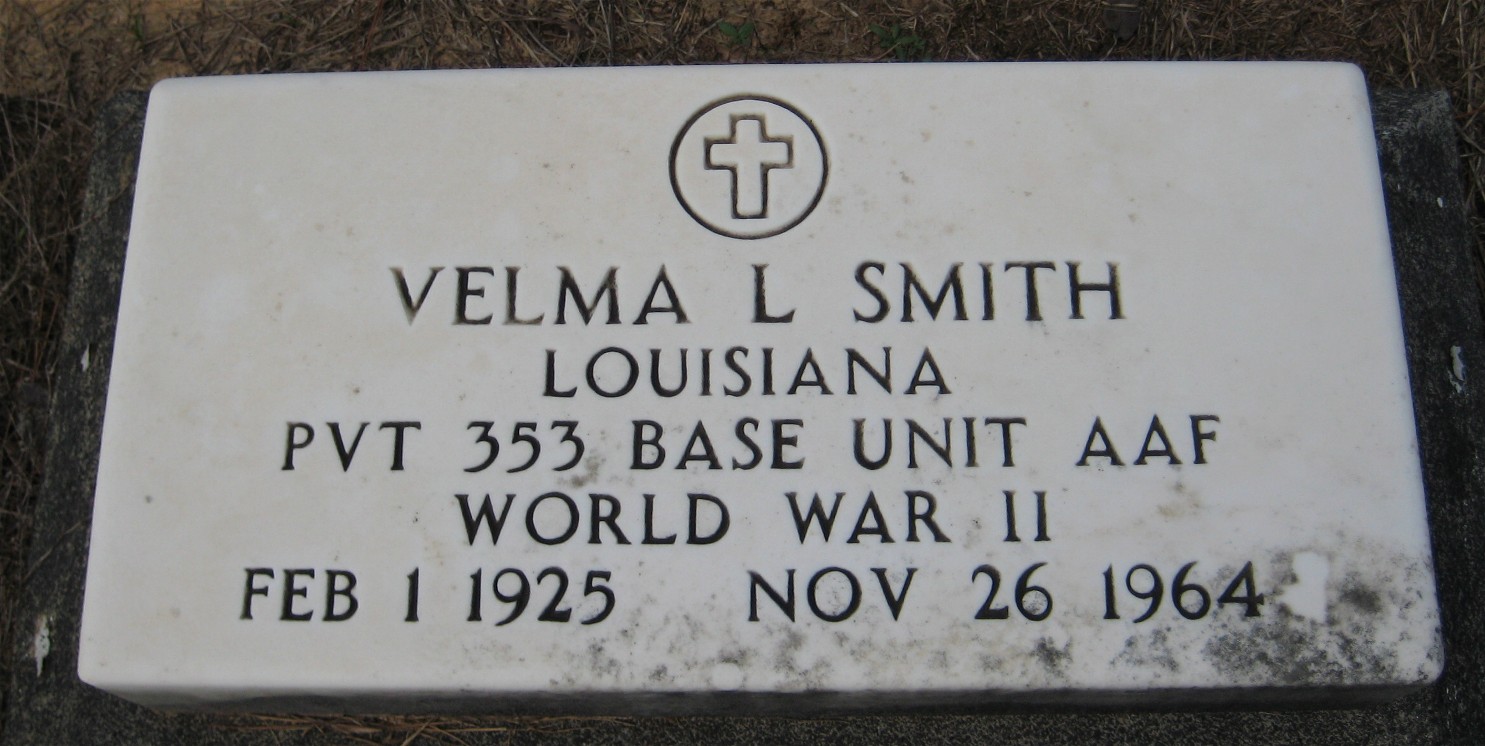 VELMA L SMITH
LOUISIANA
PVT 353 BASE UNIT AAF
WORLD WAR II
FEB 1 1925 NOV 26 1964